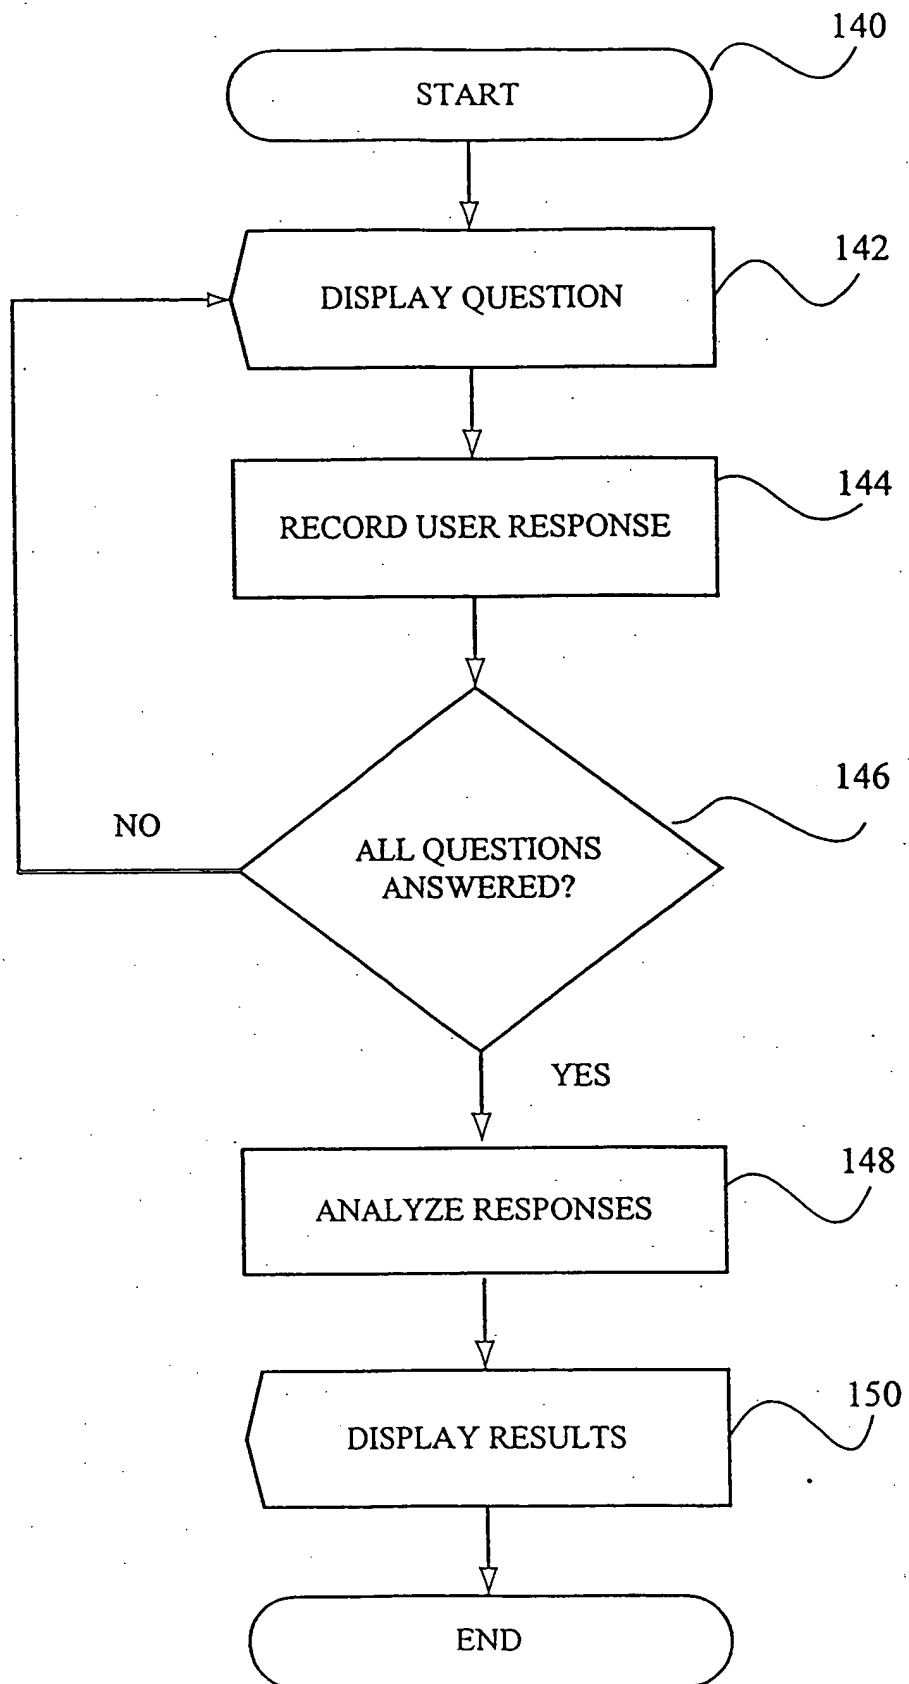 140
START
142
DISPLAY QUESTION
144
RECORD USER RESPONSE
146
NO
ALL QUESTIONS
ANSWERED?
YES
148
ANALYZE RESPONSES
150
DISPLAY RESULTS
END